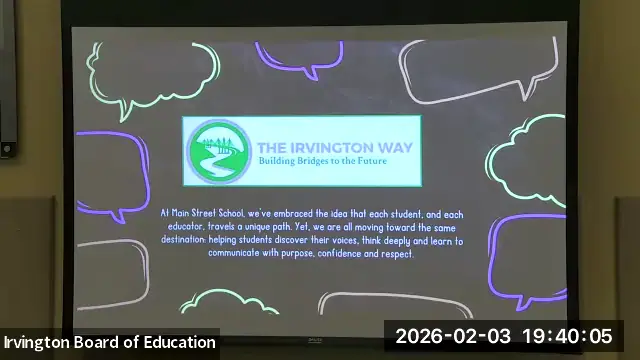 THE IRVINGTON WAY
Building Bridges to the Future
At Main Street School, we've embraced the idea that each student, and each
educator, travels a unique path. Yet, we are all moving toward the same
destination: helping students discover their voices, think deeply and learn to
communicate with purpose, confidence and respect.
Irvington Board of Education
2026-02-03 19:40:05